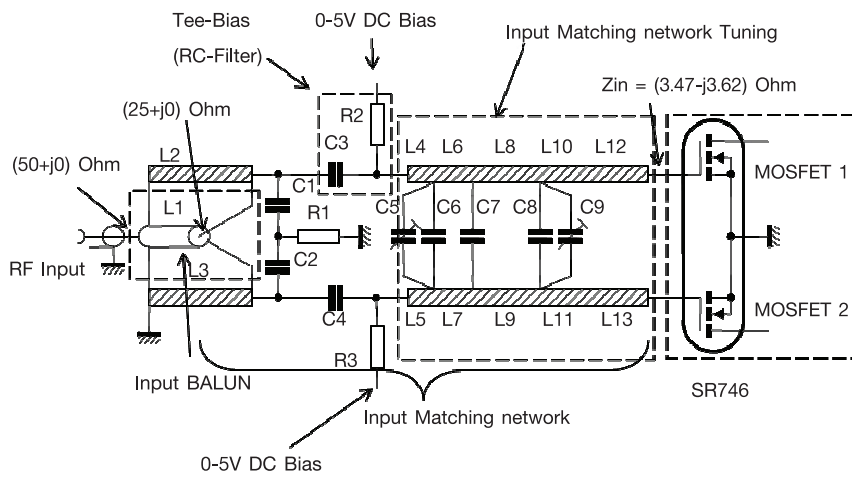 Tee-Bias
(RC-Filter)
0-5V DC Bias
Input Matching network Tuning
Zin = (3.47-j3.62) Ohm
(25+j0) Ohm
(50+j0) Ohm
R2
C3
L4 L6 L8 L10 L12
L2
MOSFET 1
C1
L1
R1
C5 C6 C7 C8 C9
RF Input
C2
L3
C4
L5 L7 L9 L11 L13
MOSFET 2
R3
Input BALUN
SR746
Input Matching network
0-5V DC Bias